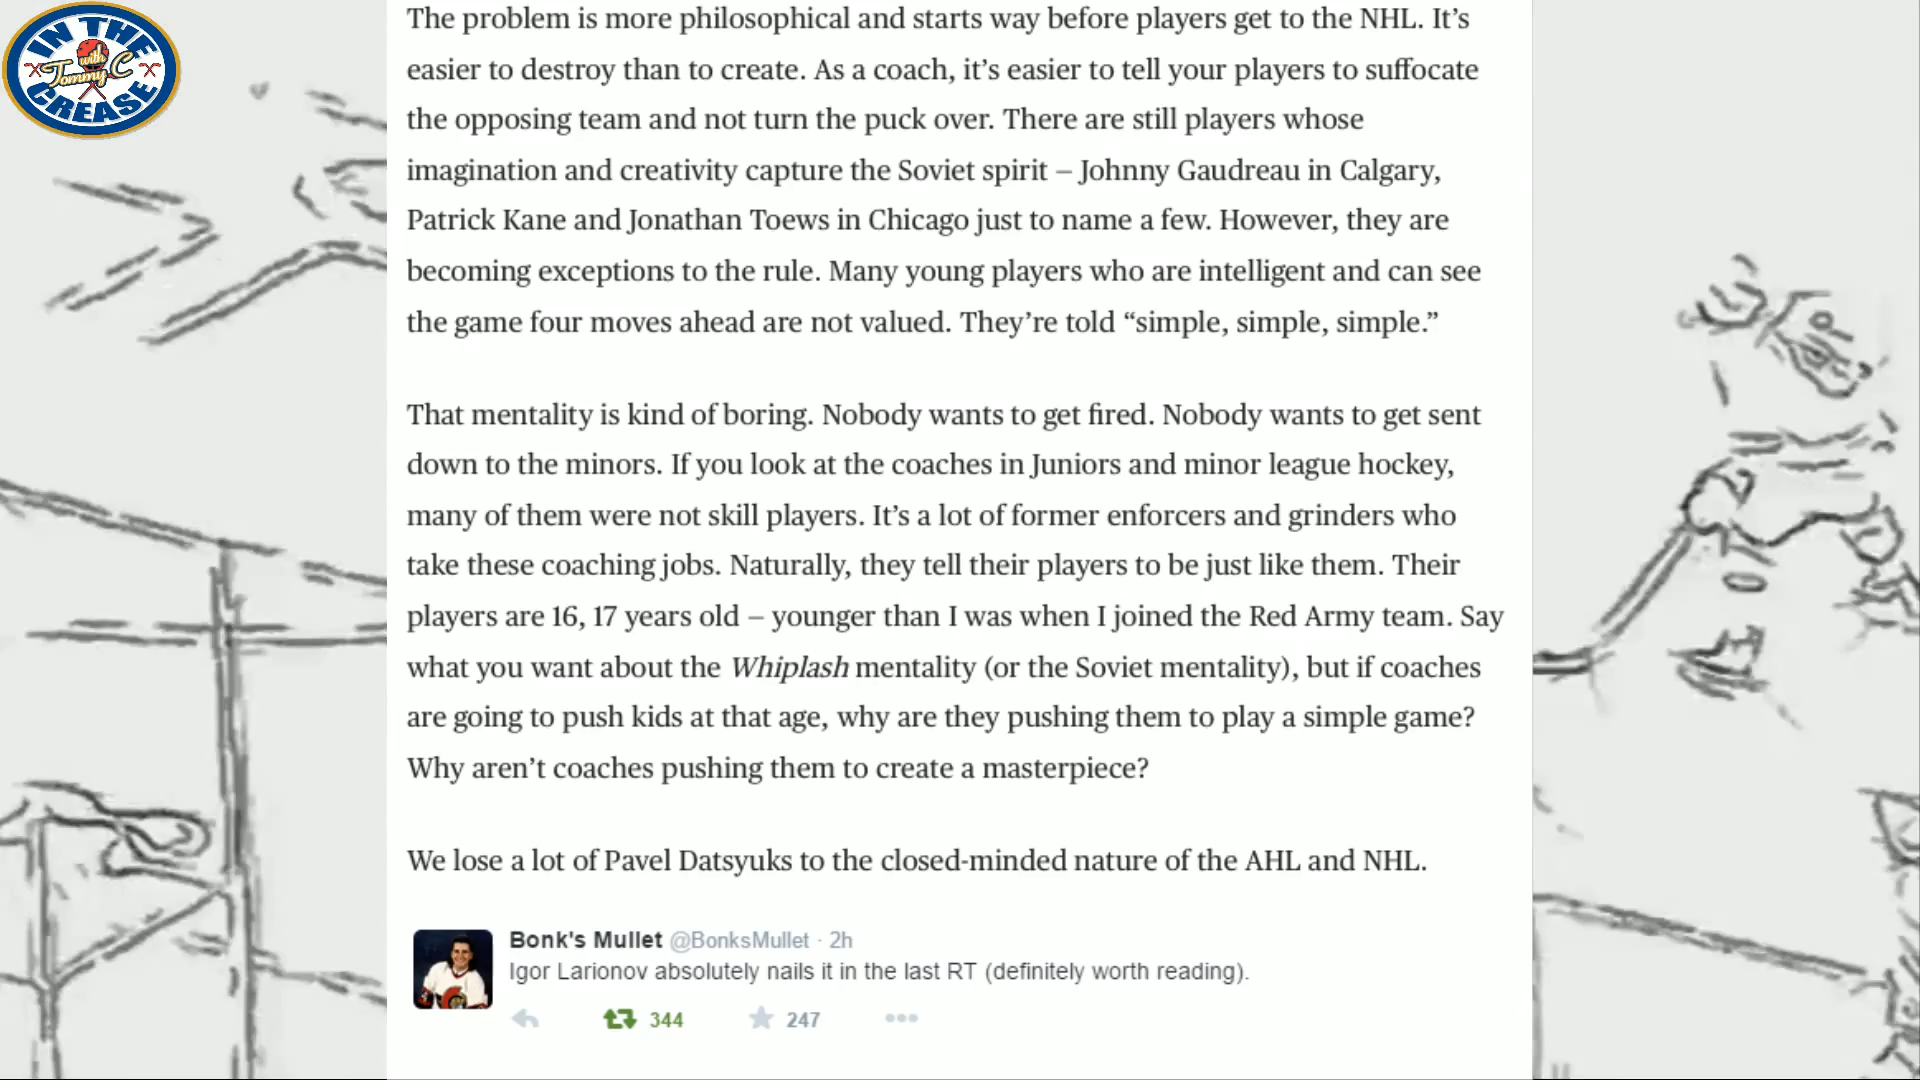 IN THE
with
Tommy C
CREASE
The problem is more philosophical and starts way before players get to the NHL. It’s
easier to destroy than to create. As a coach, it’s easier to tell your players to suffocate
the opposing team and not turn the puck over. There are still players whose
imagination and creativity capture the Soviet spirit – Johnny Gaudreau in Calgary,
Patrick Kane and Jonathan Toews in Chicago just to name a few. However, they are
becoming exceptions to the rule. Many young players who are intelligent and can see
the game four moves ahead are not valued. They’re told “simple, simple, simple.”
That mentality is kind of boring. Nobody wants to get fired. Nobody wants to get sent
down to the minors. If you look at the coaches in Juniors and minor league hockey,
many of them were not skill players. It’s a lot of former enforcers and grinders who
take these coaching jobs. Naturally, they tell their players to be just like them. Their
players are 16, 17 years old – younger than I was when I joined the Red Army team. Say
what you want about the Whiplash mentality (or the Soviet mentality), but if coaches
are going to push kids at that age, why are they pushing them to play a simple game?
Why aren’t coaches pushing them to create a masterpiece?
We lose a lot of Pavel Datsyuks to the closed-minded nature of the AHL and NHL.
Bonk's Mullet @BonksMullet · 2h
Igor Larionov absolutely nails it in the last RT (definitely worth reading).
344 247